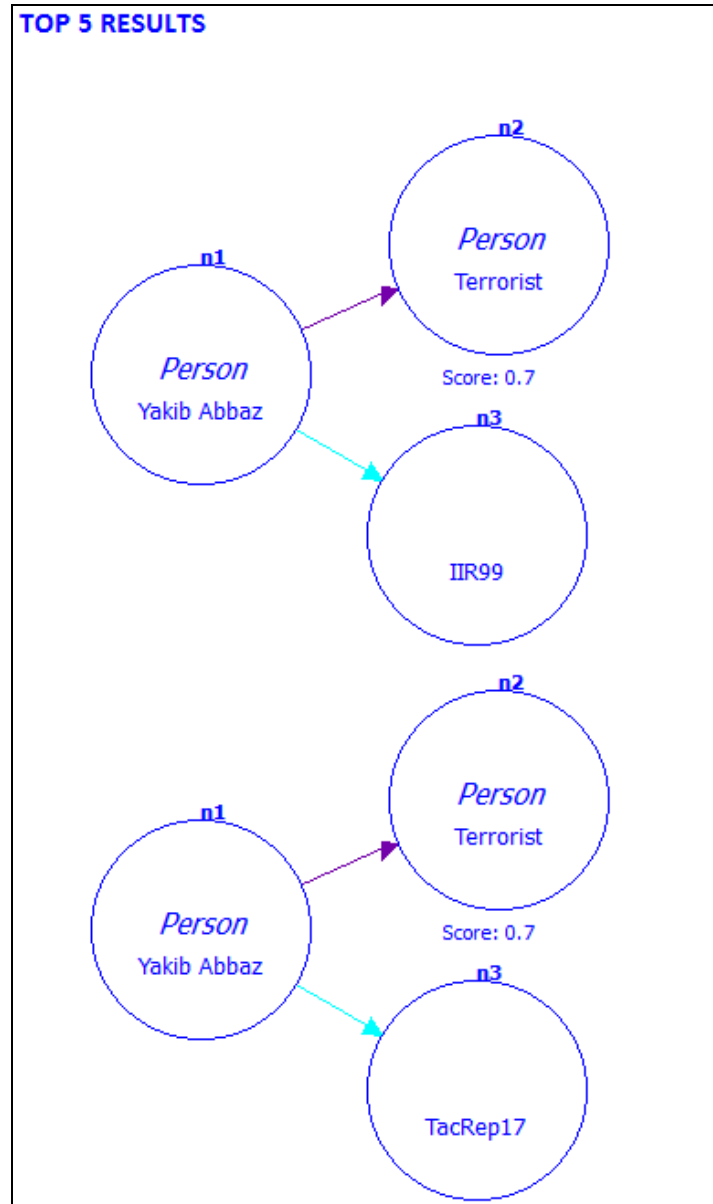 TOP 5 RESULTS
n2
Person
Terrorist
n1
Person
Yakib Abbaz
Score: 0.7
n3
IIR99
n2
Person
Terrorist
n1
Person
Yakib Abbaz
Score: 0.7
n3
TacRep17